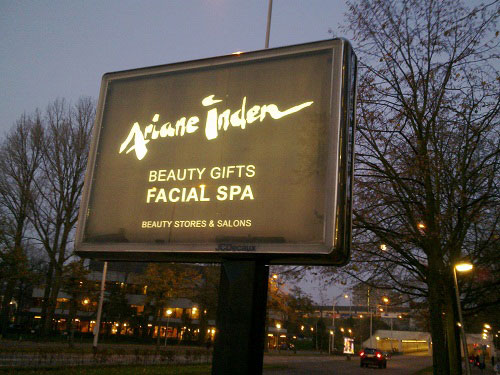 Ariane Inden
BEAUTY GIFTS
FACIAL SPA
BEAUTY STORES & SALONS